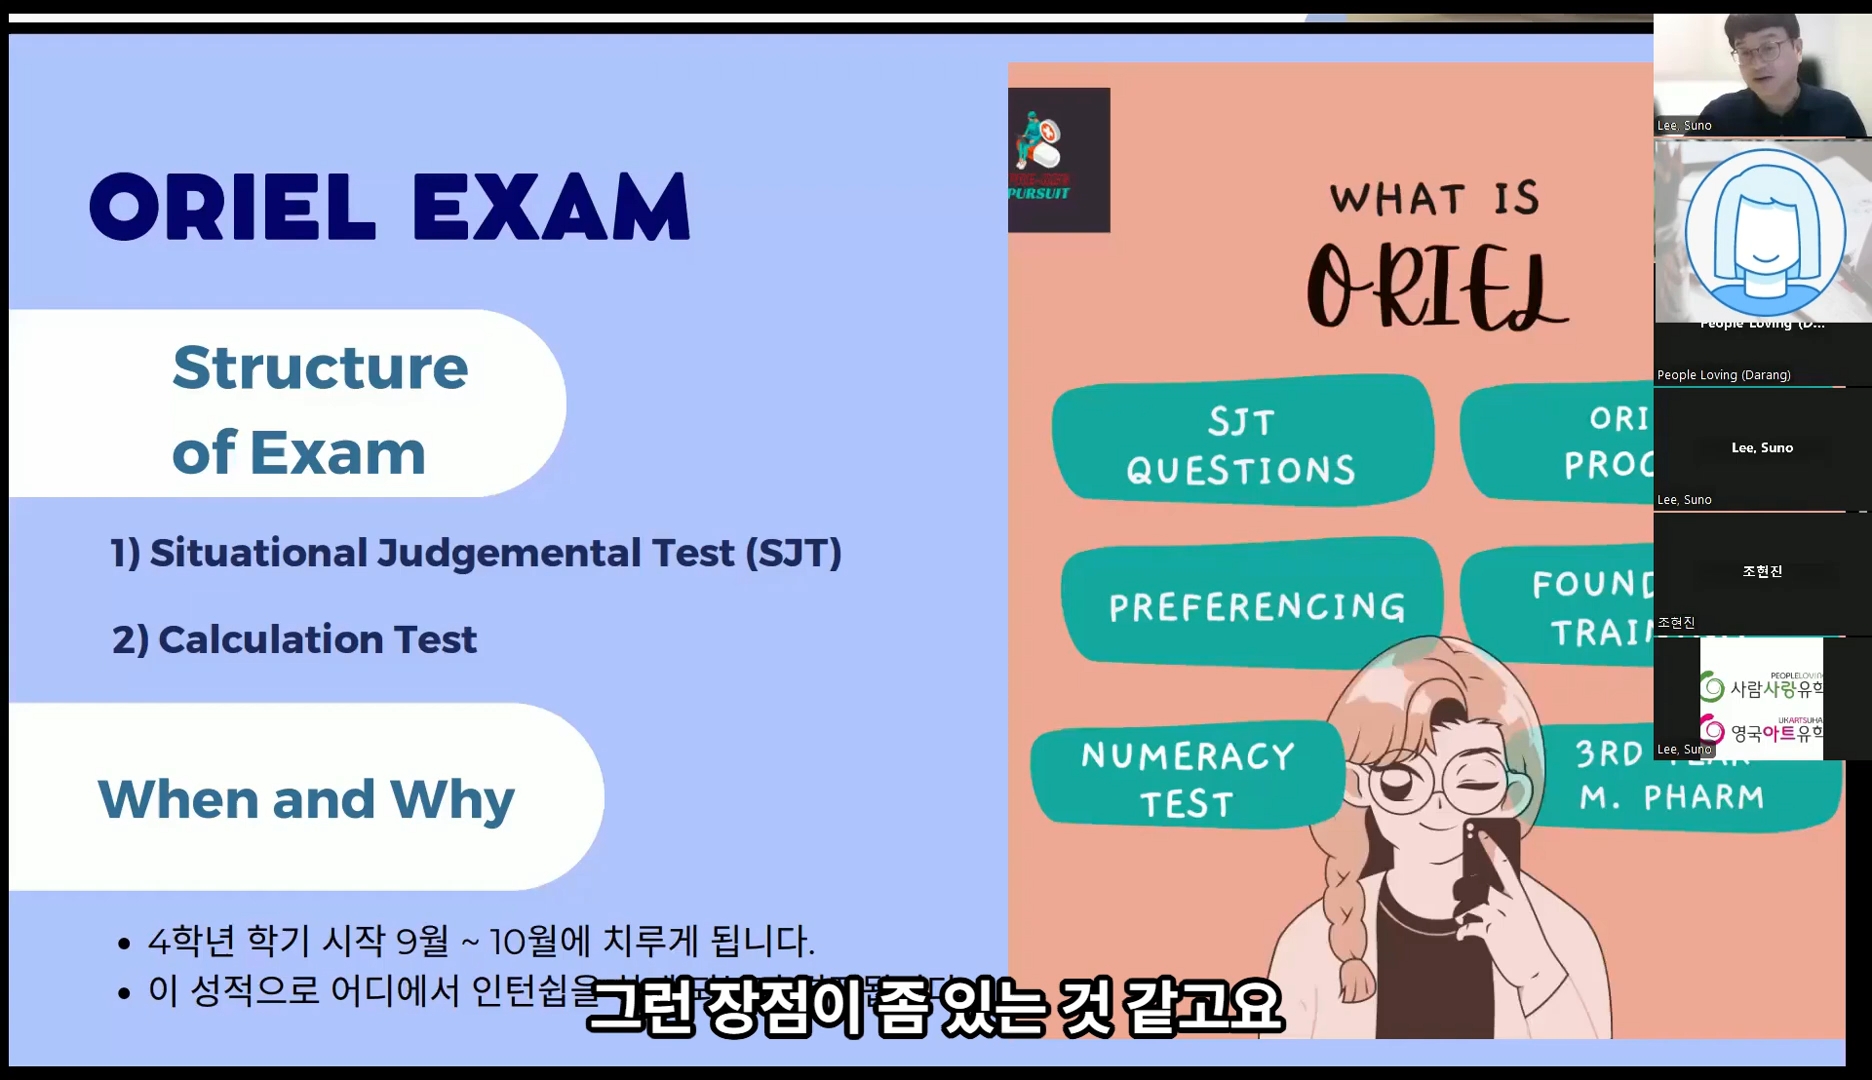 ORIEL EXAM
Structure
of Exam
1) Situational Judgemental Test (SJT)
2) Calculation Test
When and Why
• 4학년 학기 시작 9월 ~ 10월에 치루게 됩니다.
• 이 성적으로 어디에서 인턴쉽을
그런 장점이 좀 있는 것 같고요
PURSUIT
WHAT IS
ORIEL
SJT
QUESTIONS
PREFERENCING
NUMERACY
TEST
3RD YEAR
M. PHARM
Lee, Suno
People Loving (D...
People Loving (Darang)
Lee, Suno
Lee, Suno
조현진
조현진
PEOPLELOVIN
사람사랑유학
UKARTSUHA
영국아트유학
Lee, Suno